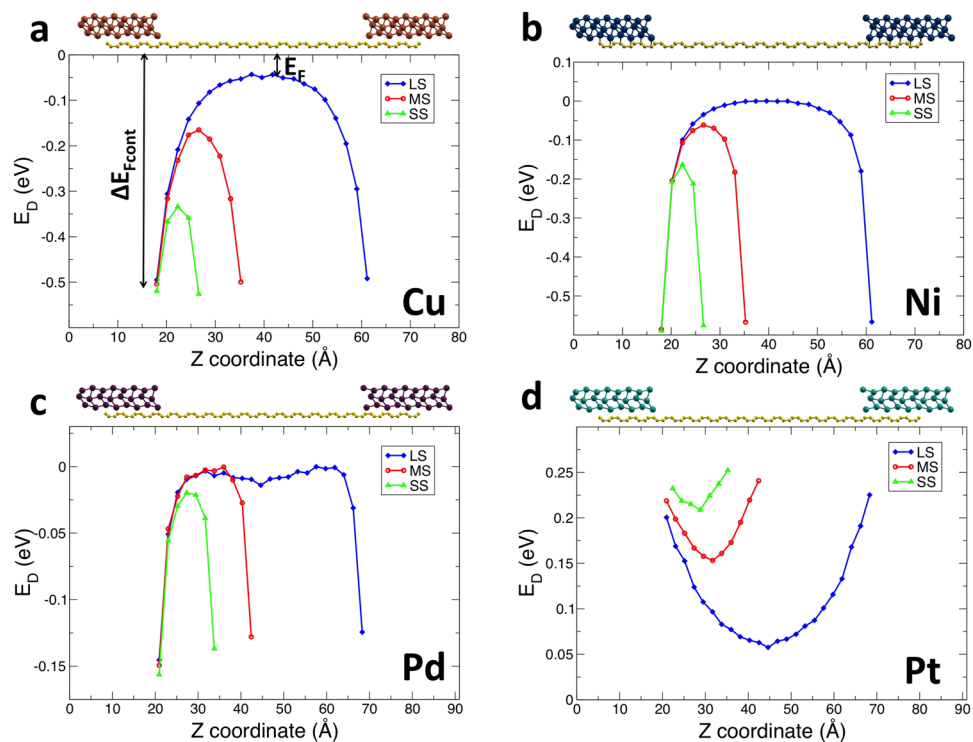 a
0
-0.1
-0.2
-0.3
-0.4
-0.5
E_D (eV)
ΔE_Fcont
E_F
LS
MS
SS
Cu
0 10 20 30 40 50 60 70 80
Z coordinate (Å)
b
0.1
0
-0.1
-0.2
-0.3
-0.4
-0.5
E_D (eV)
LS
MS
SS
Ni
0 10 20 30 40 50 60 70 80
Z coordinate (Å)
c
0
-0.05
-0.1
-0.15
E_D (eV)
LS
MS
SS
Pd
0 10 20 30 40 50 60 70 80 90
Z coordinate (Å)
d
0.25
0.2
0.15
0.1
0.05
0
E_D (eV)
LS
MS
SS
Pt
0 10 20 30 40 50 60 70 80 90
Z coordinate (Å)